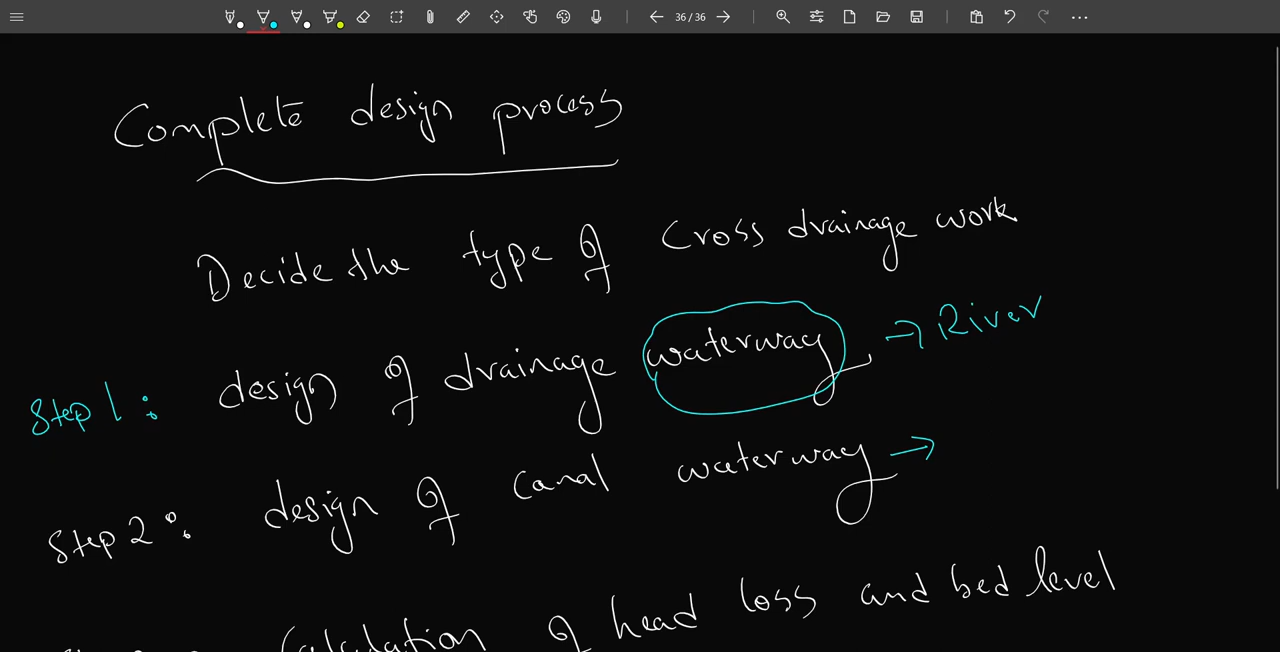 36 / 36
Complete design process
Decide the type of Cross drainage work
Step 1: design of drainage waterway → River
Step 2: design of canal waterway →
Calculation of head loss and bed level